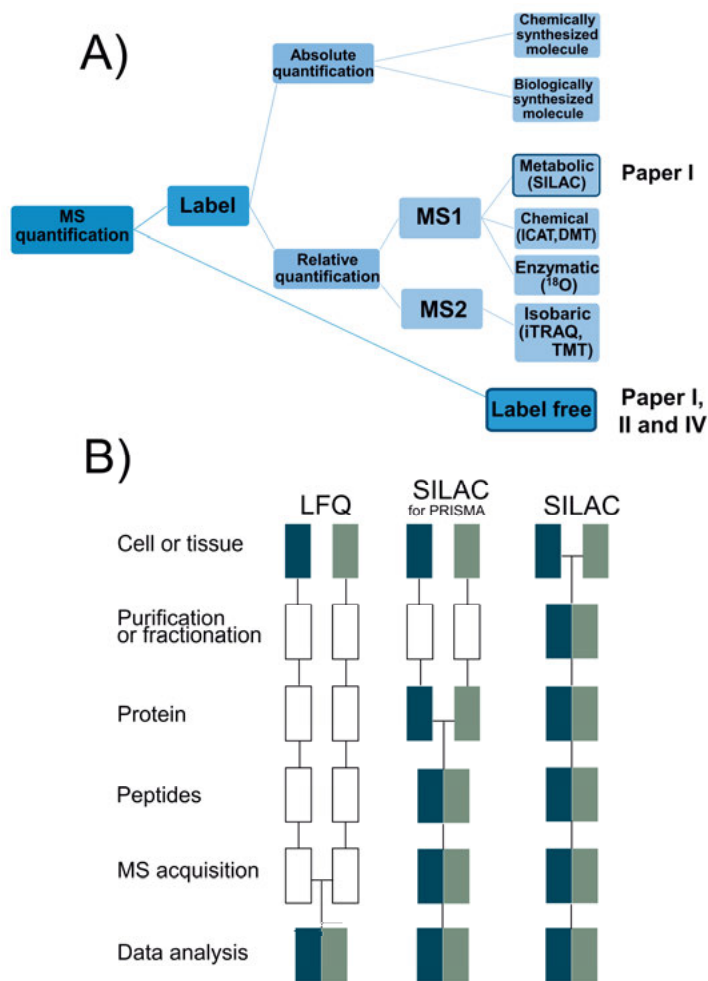 A)
Absolute
quantification
Chemically
synthesized
molecule
Biologically
synthesized
molecule
MS
quantification
Label
Relative
quantification
MS1
MS2
Metabolic
(SILAC)
Paper I
Chemical
(ICAT,DMT)
Enzymatic
(¹⁸O)
Isobaric
(iTRAQ,
TMT)
Label free
Paper I,
II and IV
B)
LFQ
SILAC
for PRISMA
SILAC
Cell or tissue
Purification
or fractionation
Protein
Peptides
MS acquisition
Data analysis